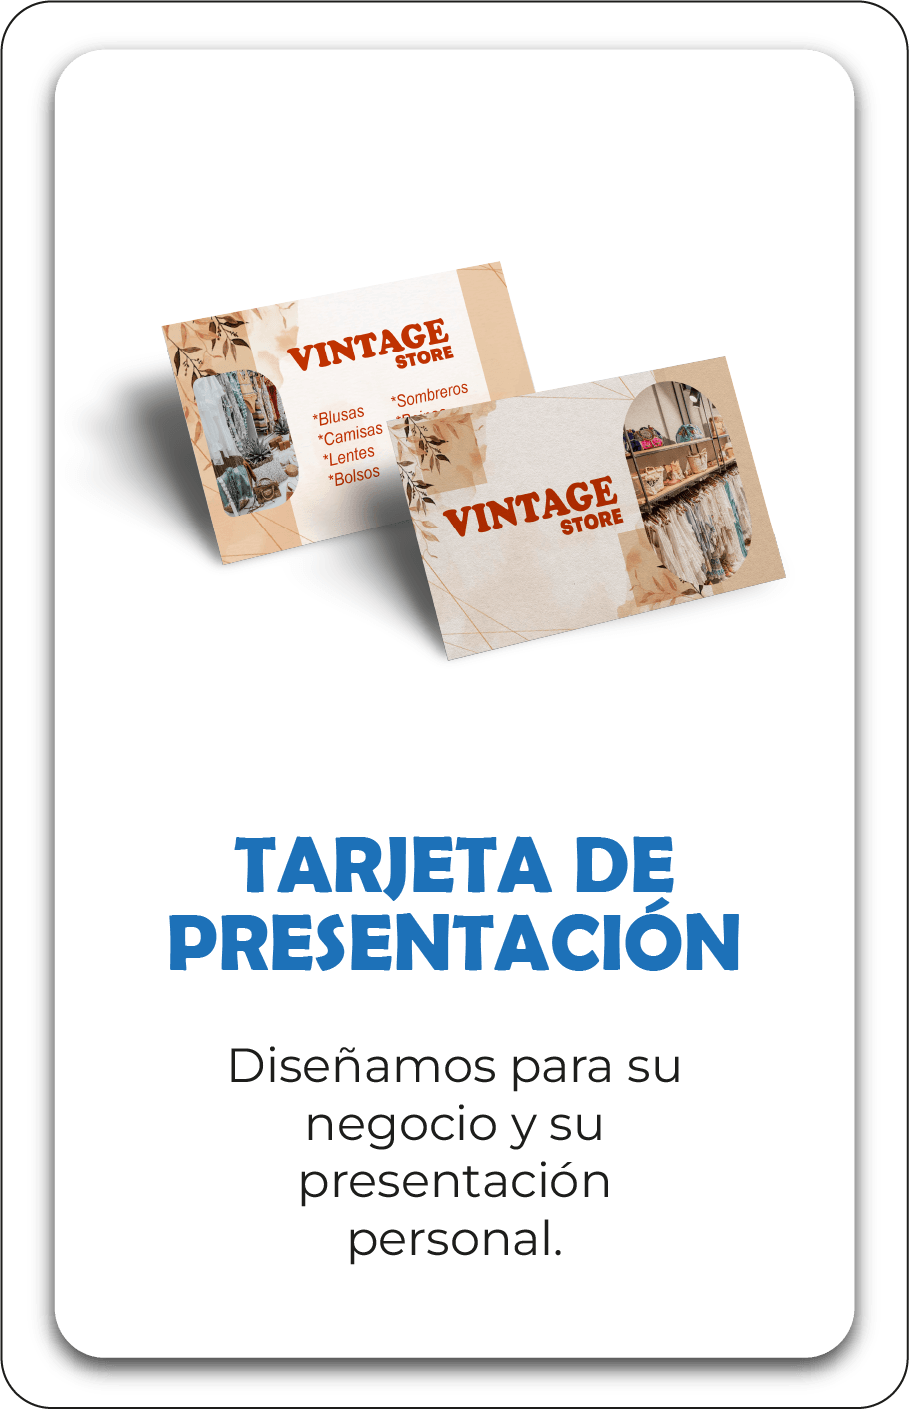 VINTAGE
STORE
*Blusas
*Camisas
*Lentes
*Bolsos
*Sombreros
VINTAGE
STORE
TARJETA DE
PRESENTACIÓN
Diseñamos para su
negocio y su
presentación
personal.